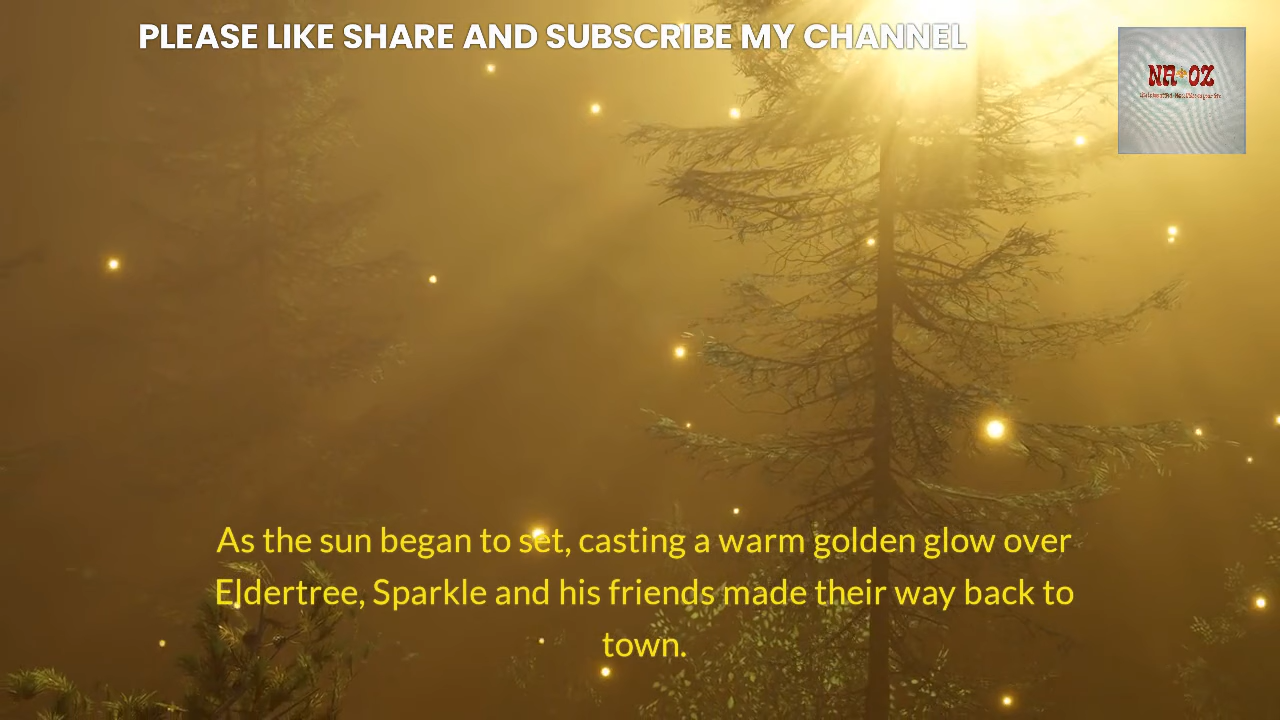 PLEASE LIKE SHARE AND SUBSCRIBE MY CHANNEL
NA OZ
As the sun began to set, casting a warm golden glow over
Eldertree, Sparkle and his friends made their way back to
town.